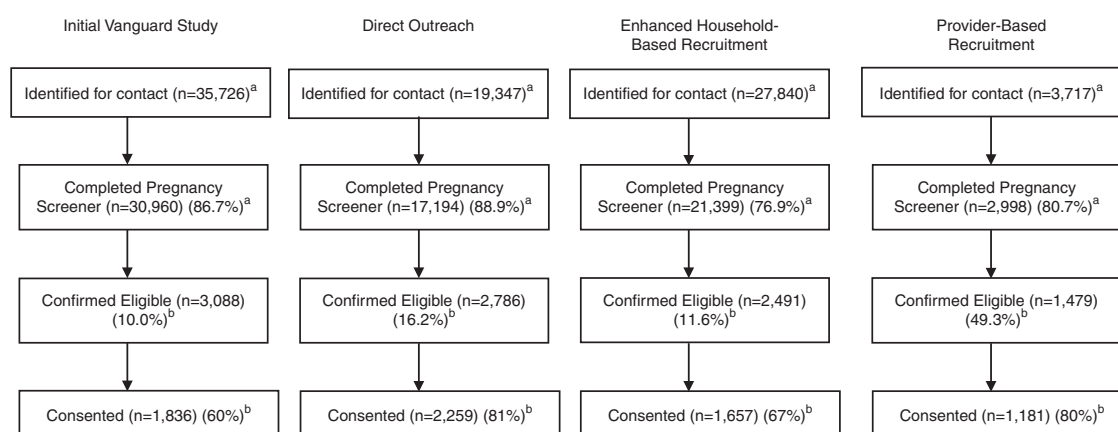 Initial Vanguard Study
Identified for contact (n=35,726)a
Completed Pregnancy
Screener (n=30,960) (86.7%)a
Confirmed Eligible (n=3,088)
(10.0%)b
Consented (n=1,836) (60%)b
Direct Outreach
Identified for contact (n=19,347)a
Completed Pregnancy
Screener (n=17,194) (88.9%)a
Confirmed Eligible (n=2,786)
(16.2%)b
Consented (n=2,259) (81%)b
Enhanced Household-
Based Recruitment
Identified for contact (n=27,840)a
Completed Pregnancy
Screener (n=21,399) (76.9%)a
Confirmed Eligible (n=2,491)
(11.6%)b
Consented (n=1,657) (67%)b
Provider-Based
Recruitment
Identified for contact (n=3,717)a
Completed Pregnancy
Screener (n=2,998) (80.7%)a
Confirmed Eligible (n=1,479)
(49.3%)b
Consented (n=1,181) (80%)b